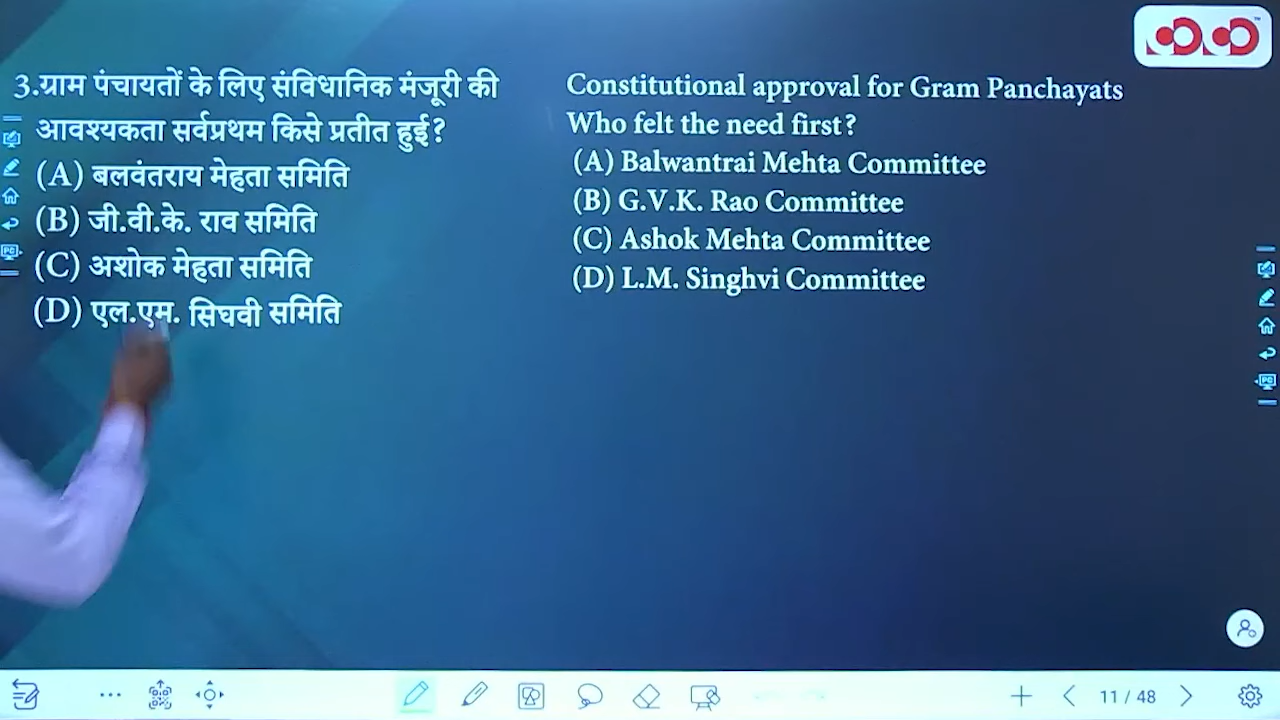 3.ग्राम पंचायतों के लिए संविधानिक मंजूरी की
आवश्यकता सर्वप्रथम किसे प्रतीत हुई?
(A) बलवंतराय मेहता समिति
(B) जी.वी.के. राव समिति
(C) अशोक मेहता समिति
(D) एल.एम. सिघवी समिति
Constitutional approval for Gram Panchayats
Who felt the need first?
(A) Balwantrai Mehta Committee
(B) G.V.K. Rao Committee
(C) Ashok Mehta Committee
(D) L.M. Singhvi Committee
PC
PC
11 / 48